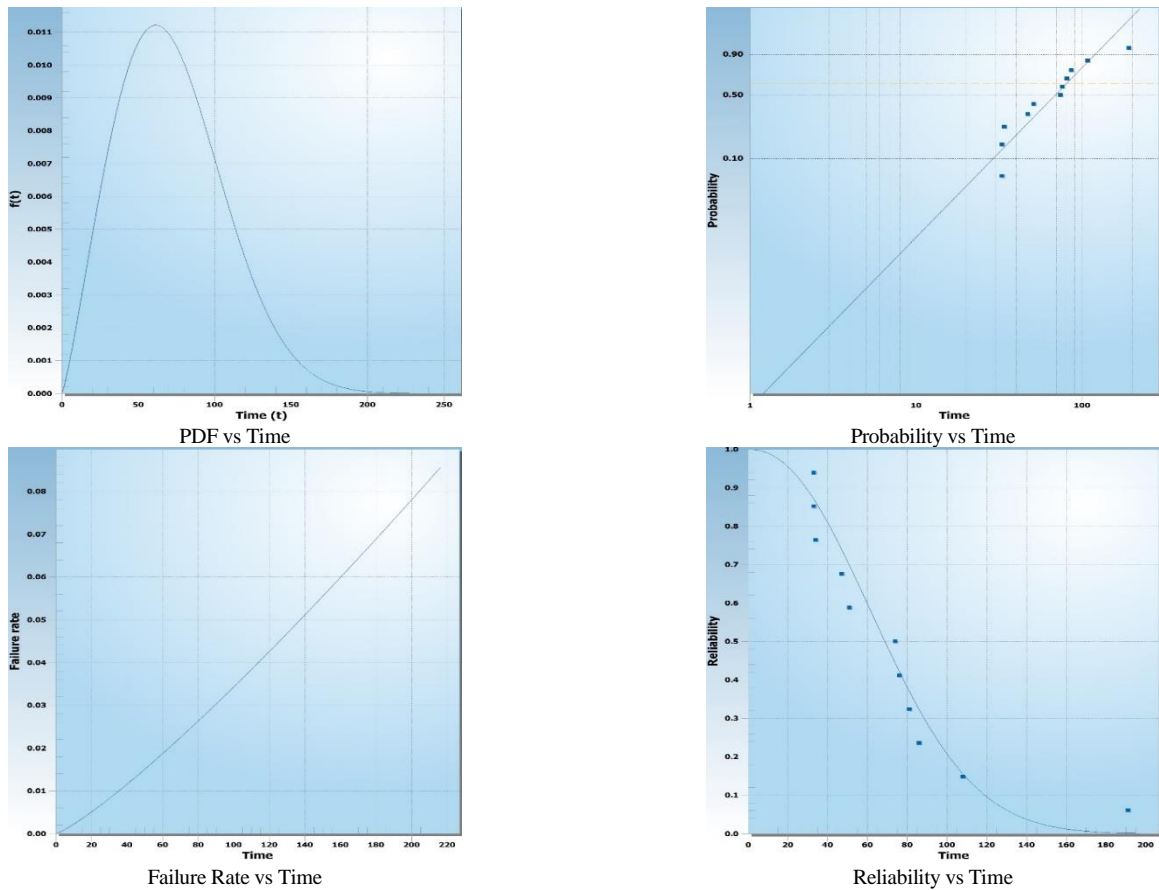 0.011
0.010
0.009
0.008
0.007
0.006
0.005
0.004
0.003
0.002
0.001
0.000
f(t)
0 50 100 150 200 250
Time (t)
PDF vs Time
0.90
0.50
0.10
Probability
1 10 100
Time
Probability vs Time
0.08
0.07
0.06
0.05
0.04
0.03
0.02
0.01
0.00
Failure rate
0 20 40 60 80 100 120 140 160 180 200 220
Time
Failure Rate vs Time
1.0
0.9
0.8
0.7
0.6
0.5
0.4
0.3
0.2
0.1
0.0
Reliability
0 20 40 60 80 100 120 140 160 180 200
Time
Reliability vs Time